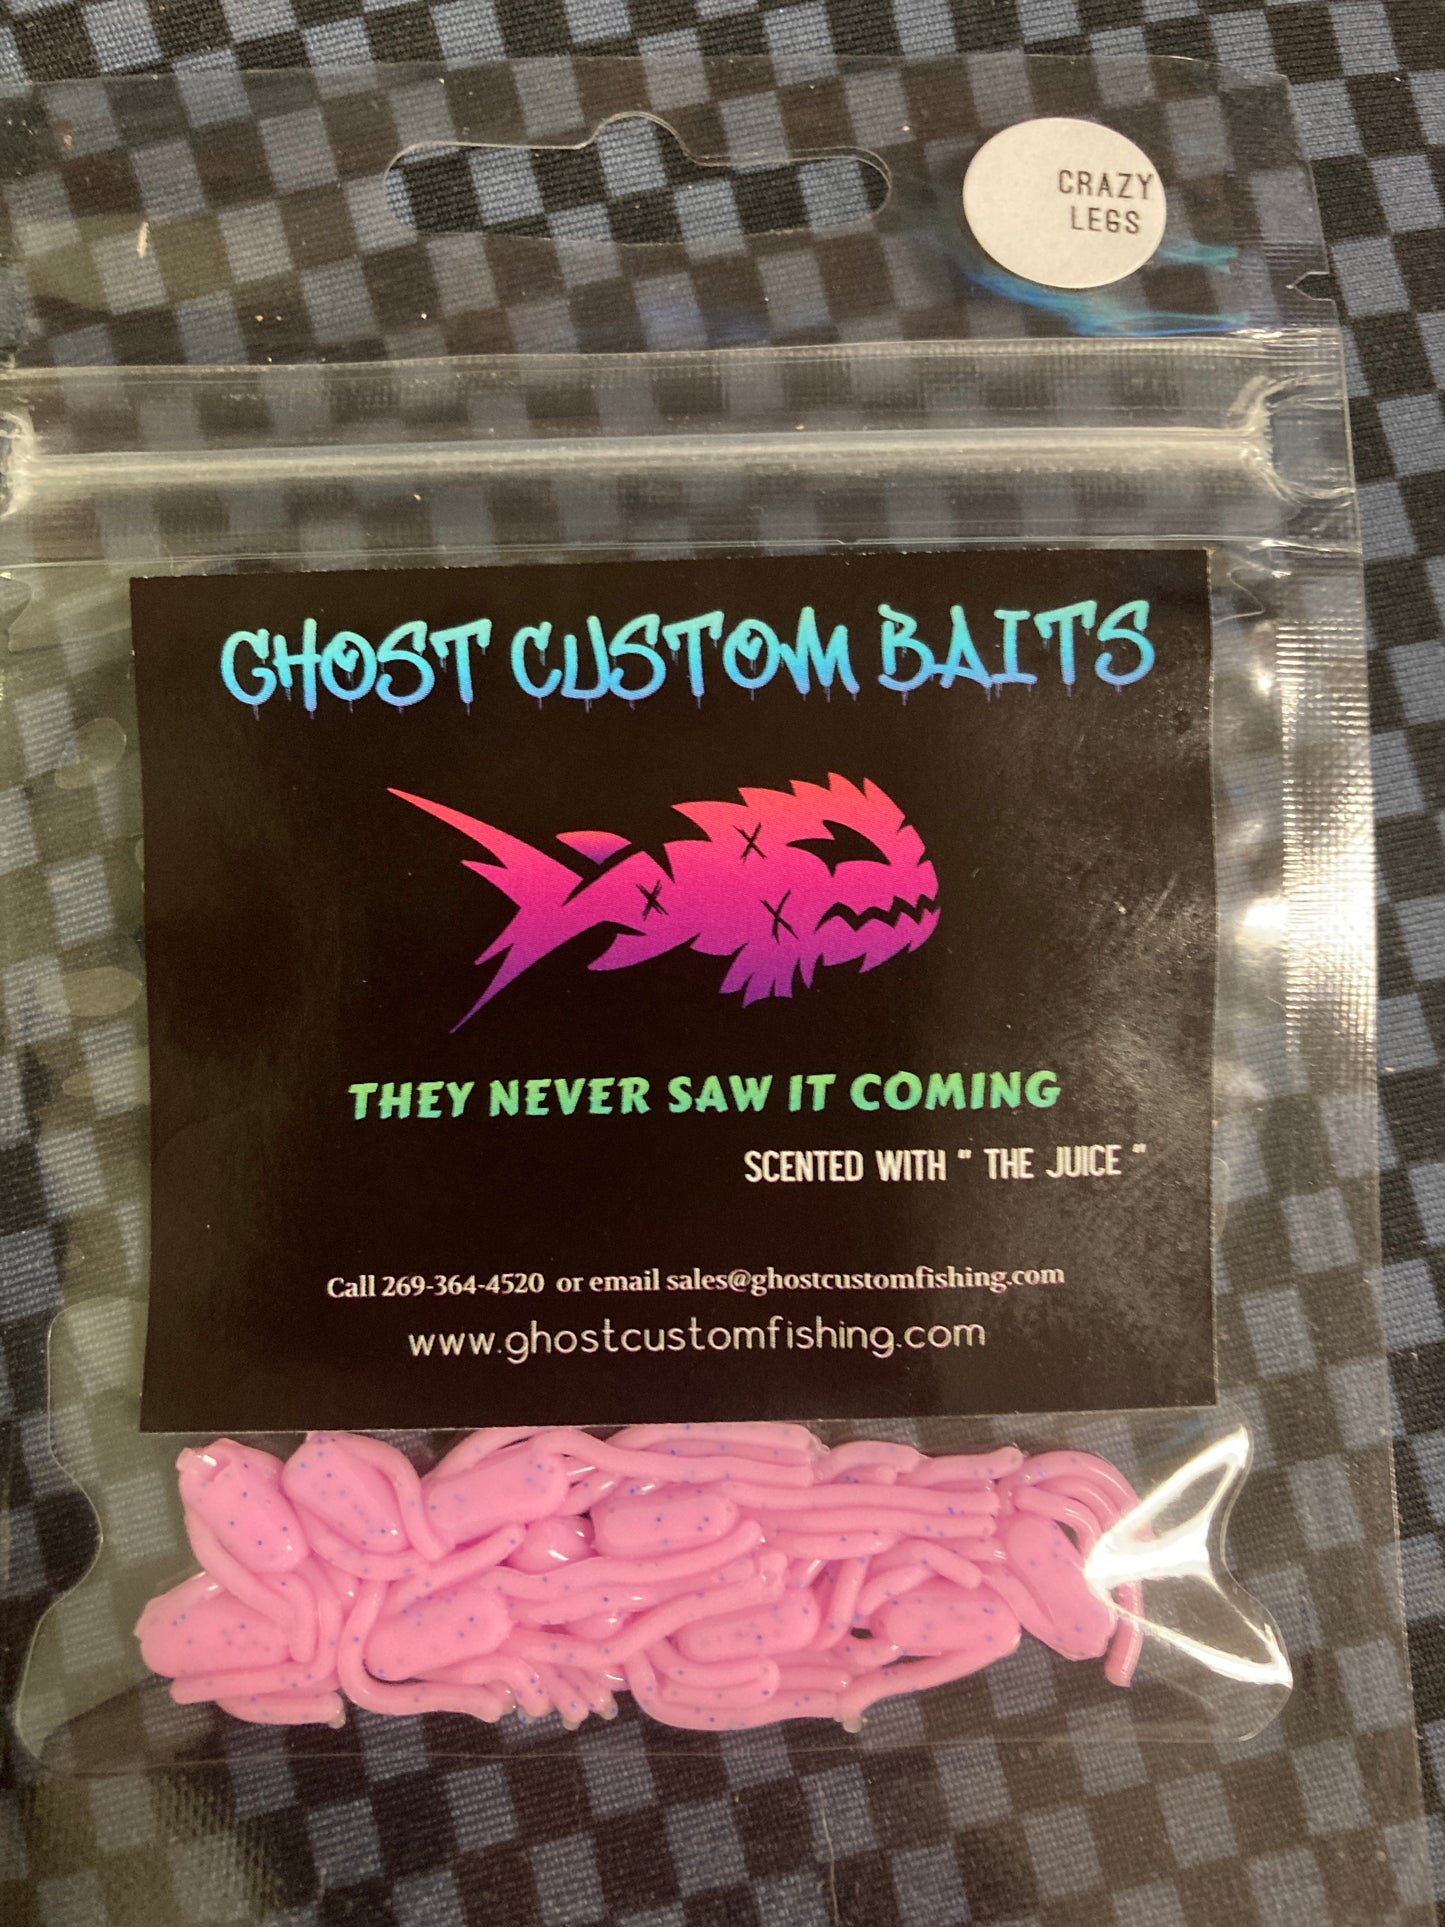 CRAZY
LEGS
GHOST CUSTOM BAITS
THEY NEVER SAW IT COMING
SCENTED WITH " THE JUICE "
Call 269-364-4520 or email sales@ghostcustomfishing.com
www.ghostcustomfishing.com